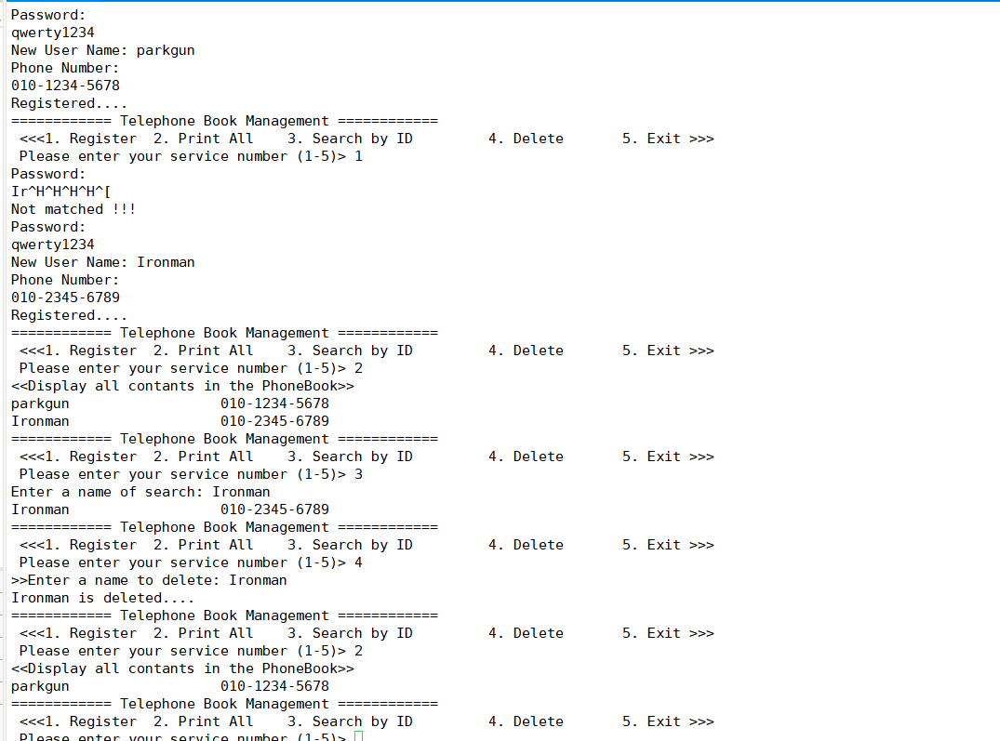 Password:
qwerty1234
New User Name: parkgun
Phone Number:
010-1234-5678
Registered....
============ Telephone Book Management ============
 <<<1. Register  2. Print All    3. Search by ID         4. Delete       5. Exit >>>
 Please enter your service number (1-5)> 1
Password:
Ir^H^H^H^H^[
Not matched !!!
Password:
qwerty1234
New User Name: Ironman
Phone Number:
010-2345-6789
Registered....
============ Telephone Book Management ============
 <<<1. Register  2. Print All    3. Search by ID         4. Delete       5. Exit >>>
 Please enter your service number (1-5)> 2
<<Display all contants in the PhoneBook>>
parkgun                  010-1234-5678
Ironman                  010-2345-6789
============ Telephone Book Management ============
 <<<1. Register  2. Print All    3. Search by ID         4. Delete       5. Exit >>>
 Please enter your service number (1-5)> 3
Enter a name of search: Ironman
Ironman                  010-2345-6789
============ Telephone Book Management ============
 <<<1. Register  2. Print All    3. Search by ID         4. Delete       5. Exit >>>
 Please enter your service number (1-5)> 4
>>Enter a name to delete: Ironman
Ironman is deleted....
============ Telephone Book Management ============
 <<<1. Register  2. Print All    3. Search by ID         4. Delete       5. Exit >>>
 Please enter your service number (1-5)> 2
<<Display all contants in the PhoneBook>>
parkgun                  010-1234-5678
============ Telephone Book Management ============
 <<<1. Register  2. Print All    3. Search by ID         4. Delete       5. Exit >>>
 Please enter your service number (1-5)>